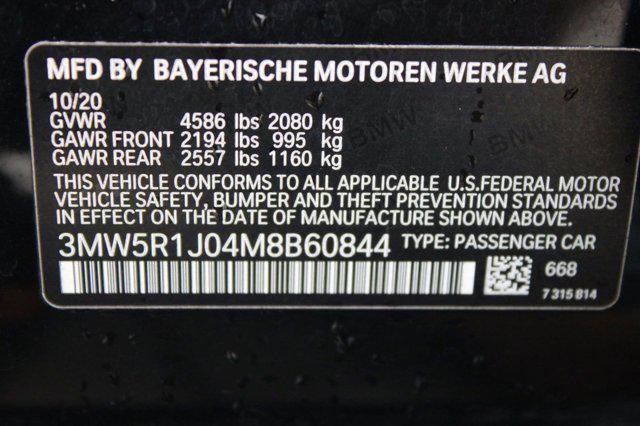 MFD BY BAYERISCHE MOTOREN WERKE AG
10/20
GVWR 4586 lbs 2080 kg
GAWR FRONT 2194 lbs 995 kg
GAWR REAR 2557 lbs 1160 kg
BMW
THIS VEHICLE CONFORMS TO ALL APPLICABLE U.S.FEDERAL MOTOR
VEHICLE SAFETY, BUMPER AND THEFT PREVENTION STANDARDS
IN EFFECT ON THE DATE OF MANUFACTURE SHOWN ABOVE.
3MW5R1J04M8B60844 TYPE: PASSENGER CAR
668
7 315 814